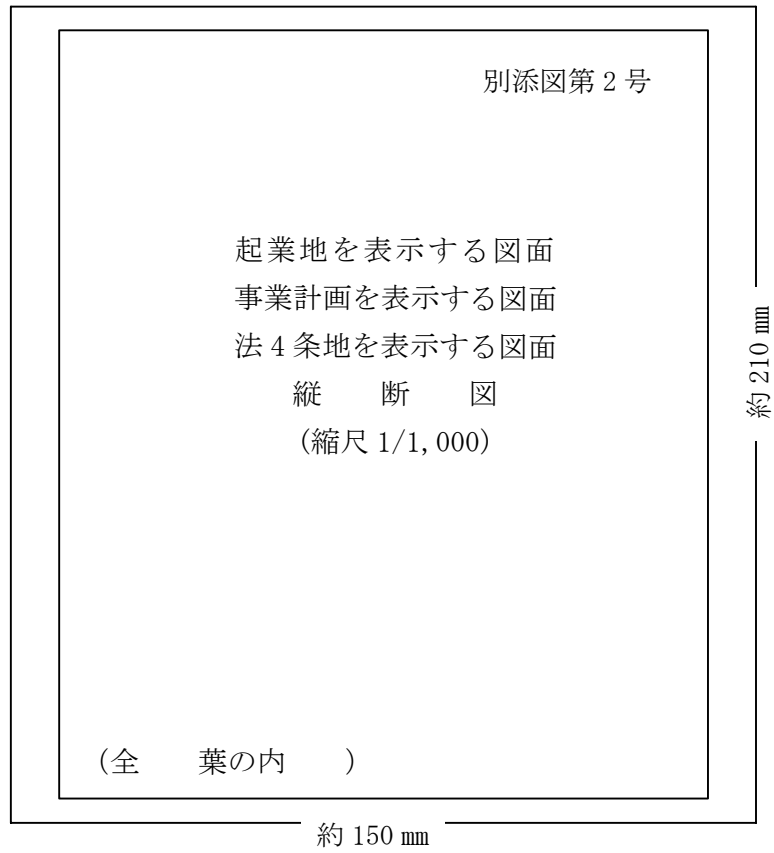 別添図第２号
起業地を表示する図面
事業計画を表示する図面
法４条地を表示する図面
縦　断　図
(縮尺 1/1,000)
約 210 ㎜
(全　　葉の内　　)
約 150 ㎜